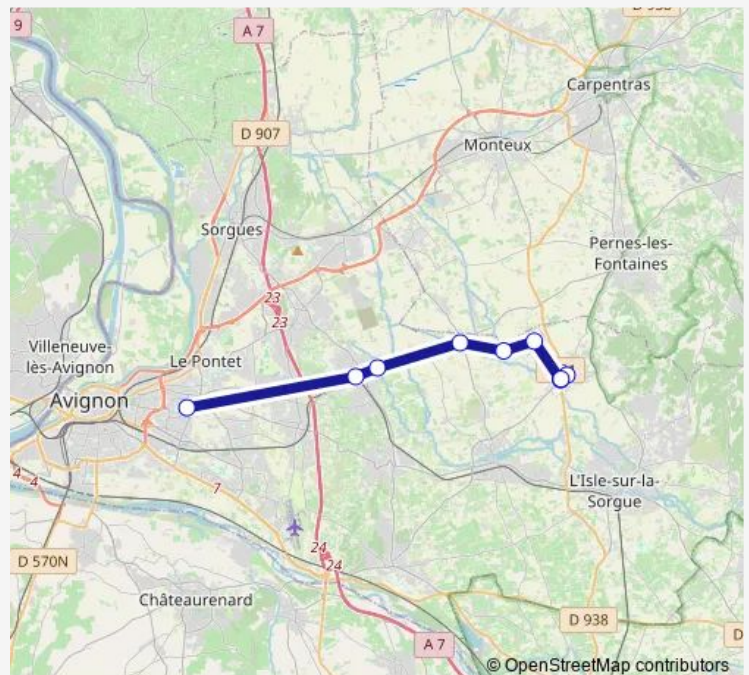 9
A 7
D 938
Carpentras
D 907
Monteux
Sorgues
Pernes-les-
Fontaines
23
23
Villeneuve-
lès-Avignon
Le Pontet
Avignon
L'Isle-sur-la-
Sorgue
7
4
4
24
24
D 570N
Châteaurenard
D 938
A 7
D
© OpenStreetMap contributors